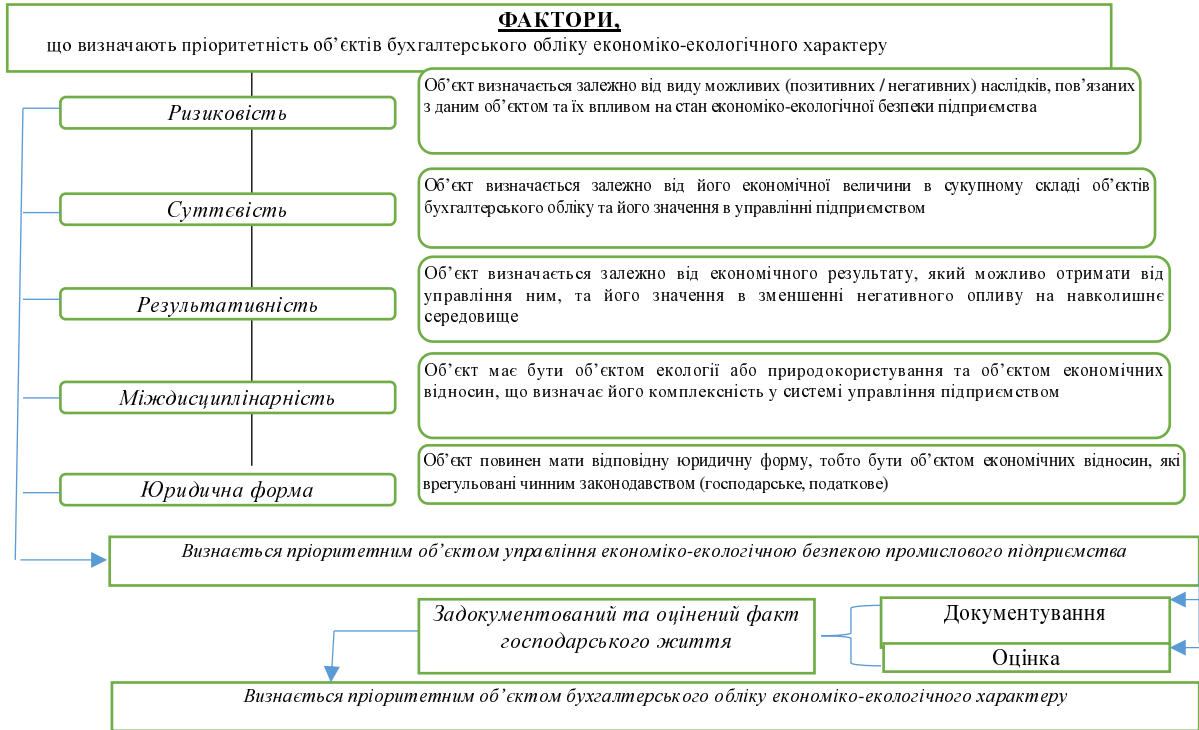 ФАКТОРИ,
що визначають пріоритетність об’єктів бухгалтерського обліку економіко-екологічного характеру
Ризиковість
Об’єкт визначається залежно від виду можливих (позитивних / негативних) наслідків, пов’язаних
з даним об’єктом та їх впливом на стан економіко-екологічної безпеки підприємства
Суттєвість
Об’єкт визначається залежно від його економічної величини в сукупному складі об’єктів
бухгалтерського обліку та його значення в управлінні підприємством
Результативність
Об’єкт визначається залежно від економічного результату, який можливо отримати від
управління ним, та його значення в зменшенні негативного опливу на навколишнє
середовище
Міждисциплінарність
Об’єкт має бути об’єктом екології або природокористування та об’єктом економічних
відносин, що визначає його комплексність у системі управління підприємством
Юридична форма
Об’єкт повинен мати відповідну юридичну форму, тобто бути об’єктом економічних відносин, які
врегульовані чинним законодавством (господарське, податкове)
Визнається пріоритетним об’єктом управління економіко-екологічною безпекою промислового підприємства
Задокументований та оцінений факт
господарського життя
Документування
Оцінка
Визнається пріоритетним об’єктом бухгалтерського обліку економіко-екологічного характеру